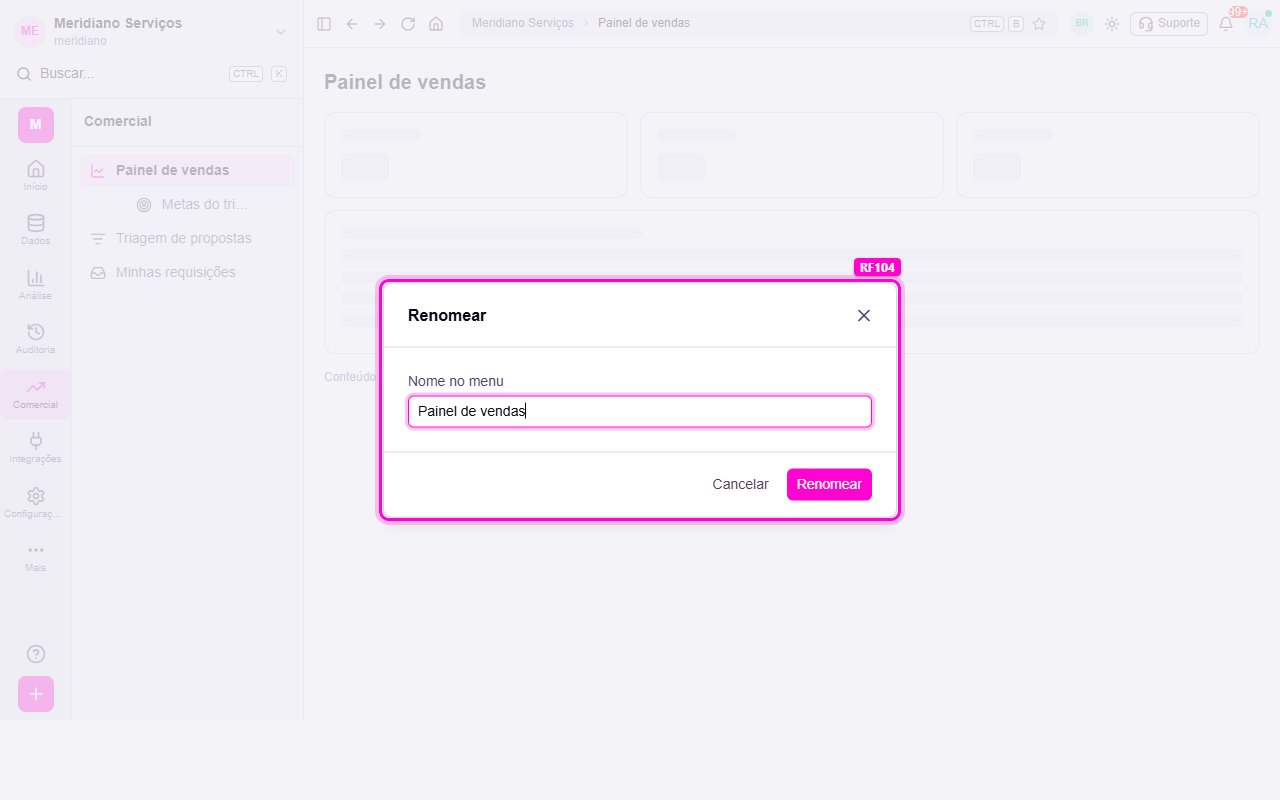 ME
Meridiano Serviços
meridiano
Meridiano Serviços
Painel de vendas
CTRL
B
BR
Suporte
99+
RA
Buscar...
CTRL
K
M
Início
Dados
Análise
Auditoria
Comercial
Integrações
Configuraç...
Mais
Comercial
Painel de vendas
Metas do tri...
Triagem de propostas
Minhas requisições
Painel de vendas
Conteúdo
RF104
Renomear
Nome no menu
Painel de vendas
Cancelar
Renomear